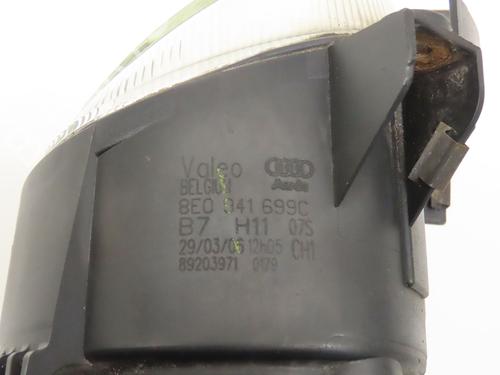 Valeo
BELGIUM Audi
8E0 941 699C
B7 H11 07S
29/03/06 12h05 CH1
89203971 0179